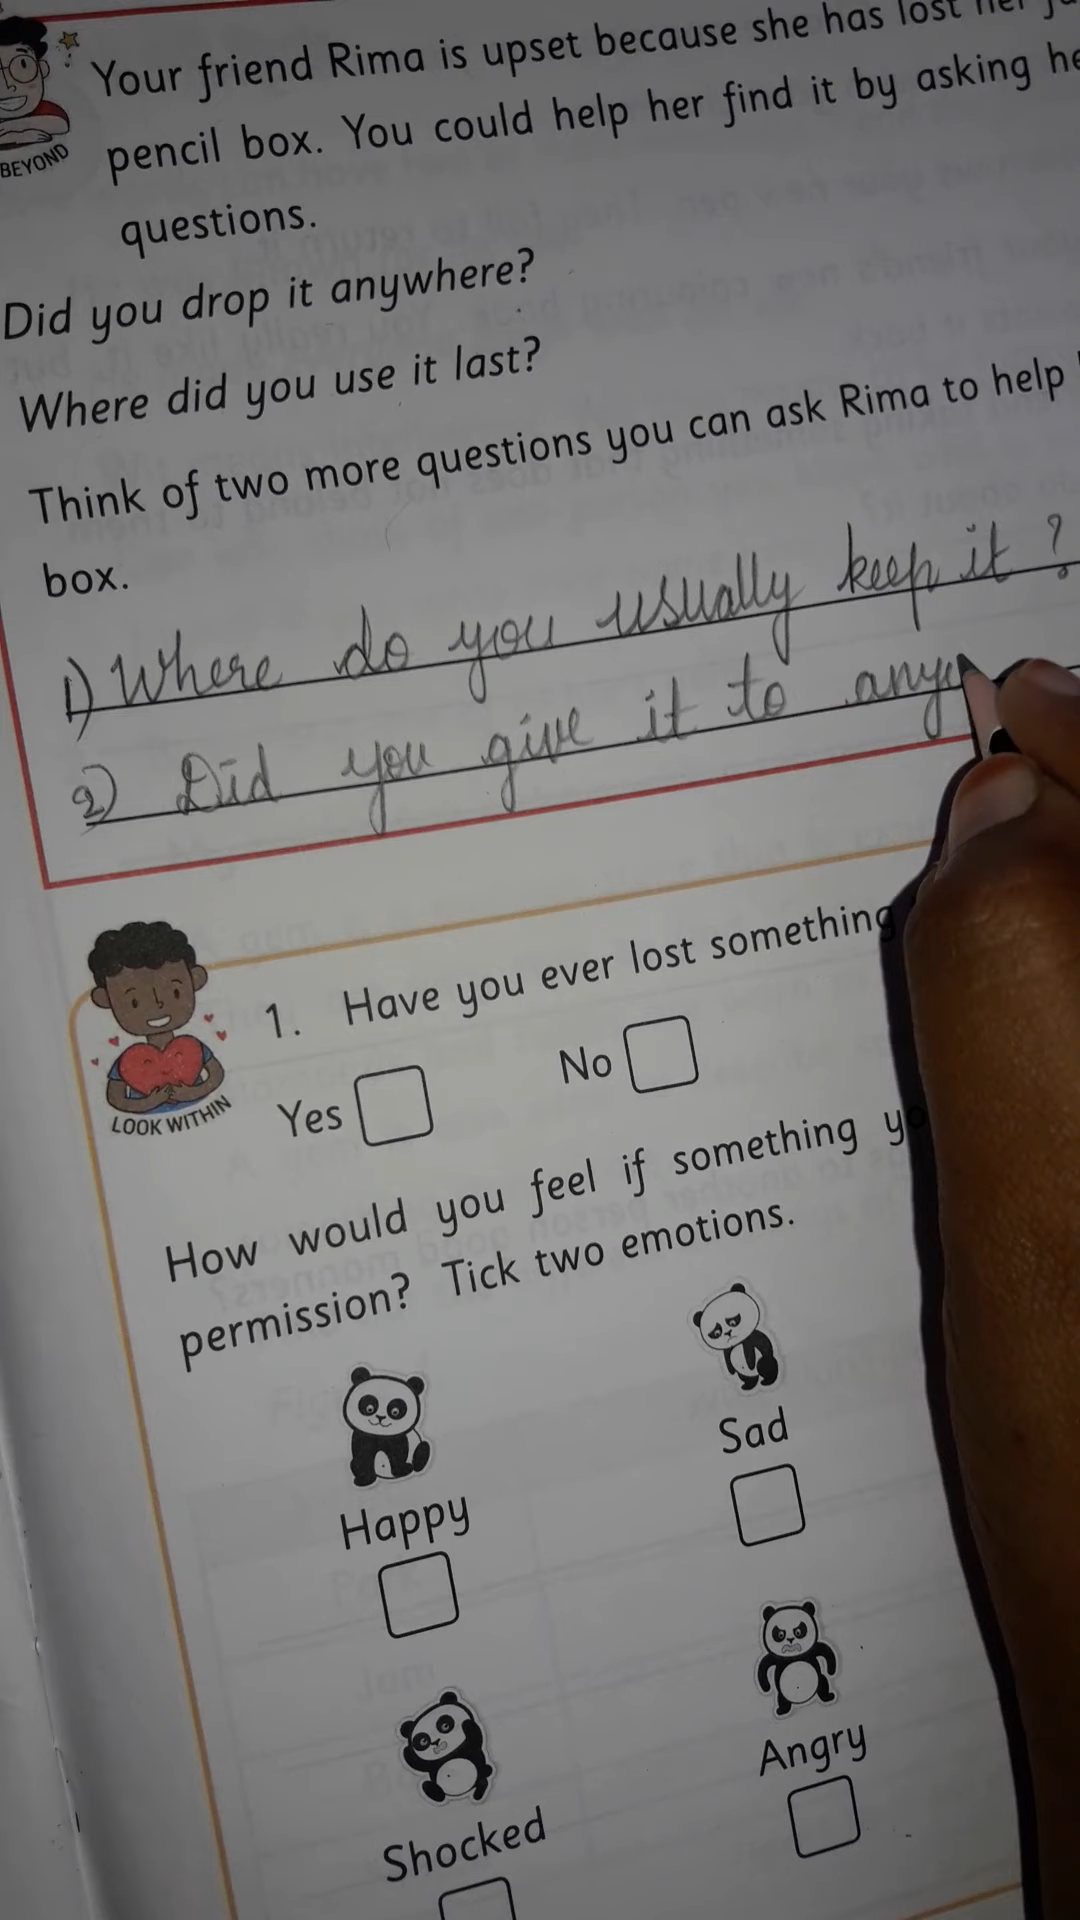 Your friend Rima is upset because she has lost her
BEYOND
pencil box. You could help her find it by asking
questions.
Did you drop it anywhere?
Where did you use it last?
Think of two more questions you can ask Rima to help
box.
1) Where do you usually keep it?
2) Did you give it to
1. Have you ever lost something
Yes No
LOOK WITHIN
How would you feel if something
permission? Tick two emotions.
Happy Sad
Shocked Angry